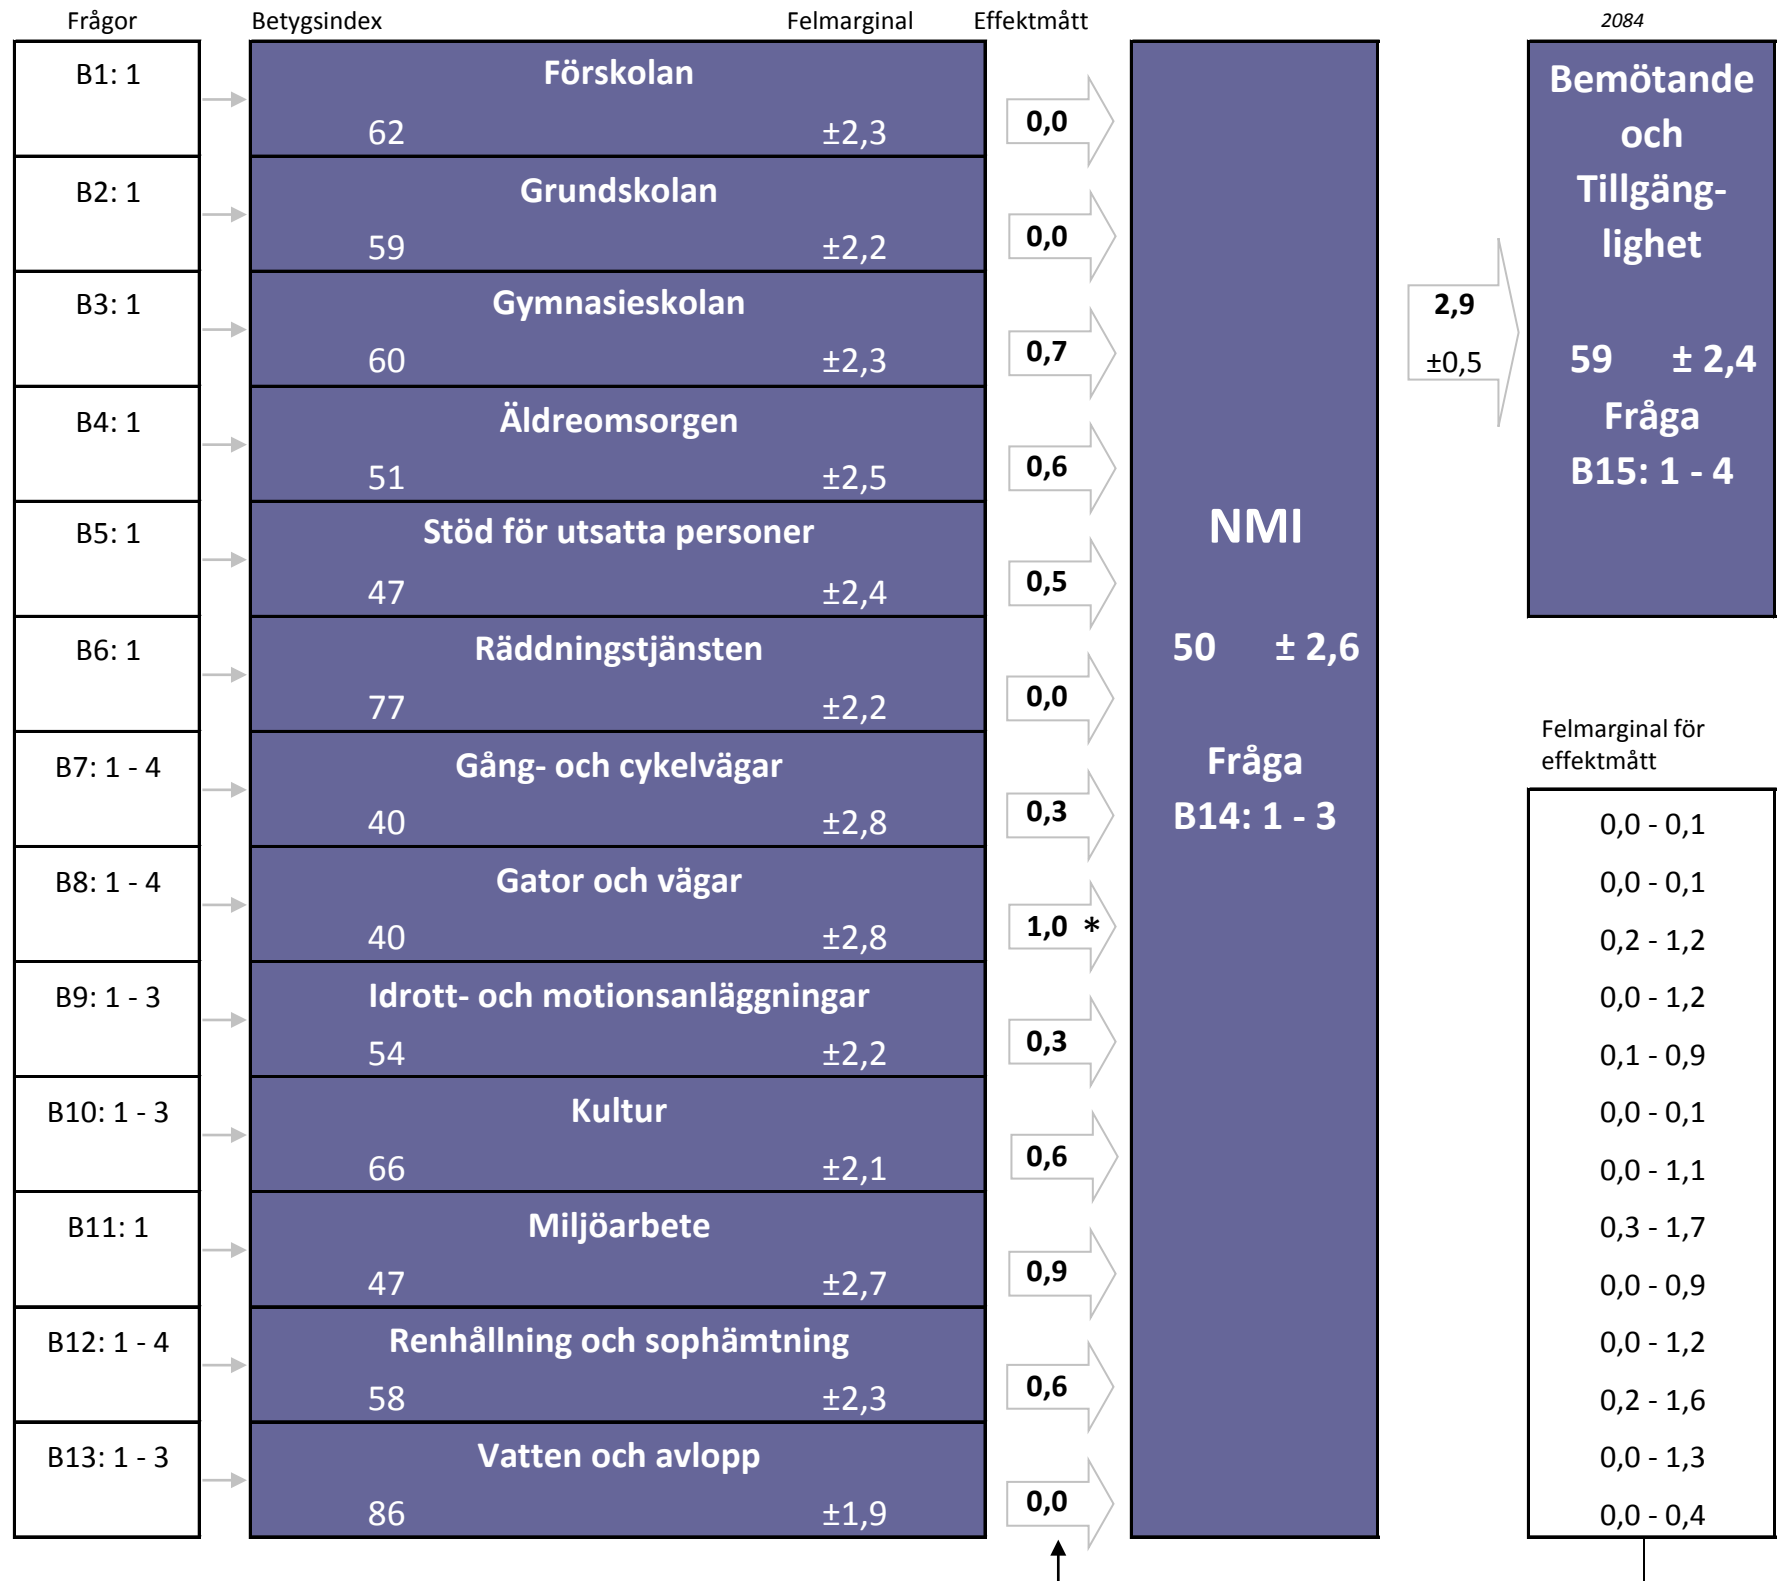 Frågor Betygsindex Felmarginal Effektmått 2084
B1: 1
Förskolan
62 ±2,3
0,0
B2: 1
Grundskolan
59 ±2,2
0,0
B3: 1
Gymnasieskolan
60 ±2,3
0,7
B4: 1
Äldreomsorgen
51 ±2,5
0,6
B5: 1
Stöd för utsatta personer
47 ±2,4
0,5
B6: 1
Räddningstjänsten
77 ±2,2
0,0
B7: 1 - 4
Gång- och cykelvägar
40 ±2,8
0,3
B8: 1 - 4
Gator och vägar
40 ±2,8
1,0 *
B9: 1 - 3
Idrott- och motionsanläggningar
54 ±2,2
0,3
B10: 1 - 3
Kultur
66 ±2,1
0,6
B11: 1
Miljöarbete
47 ±2,7
0,9
B12: 1 - 4
Renhållning och sophämtning
58 ±2,3
0,6
B13: 1 - 3
Vatten och avlopp
86 ±1,9
0,0
NMI
50 ± 2,6
Fråga
B14: 1 - 3
2,9
±0,5
Bemötande
och
Tillgäng-
lighet
59 ± 2,4
Fråga
B15: 1 - 4
Felmarginal för
effektmått
0,0 - 0,1
0,0 - 0,1
0,2 - 1,2
0,0 - 1,2
0,1 - 0,9
0,0 - 0,1
0,0 - 1,1
0,3 - 1,7
0,0 - 0,9
0,0 - 1,2
0,2 - 1,6
0,0 - 1,3
0,0 - 0,4